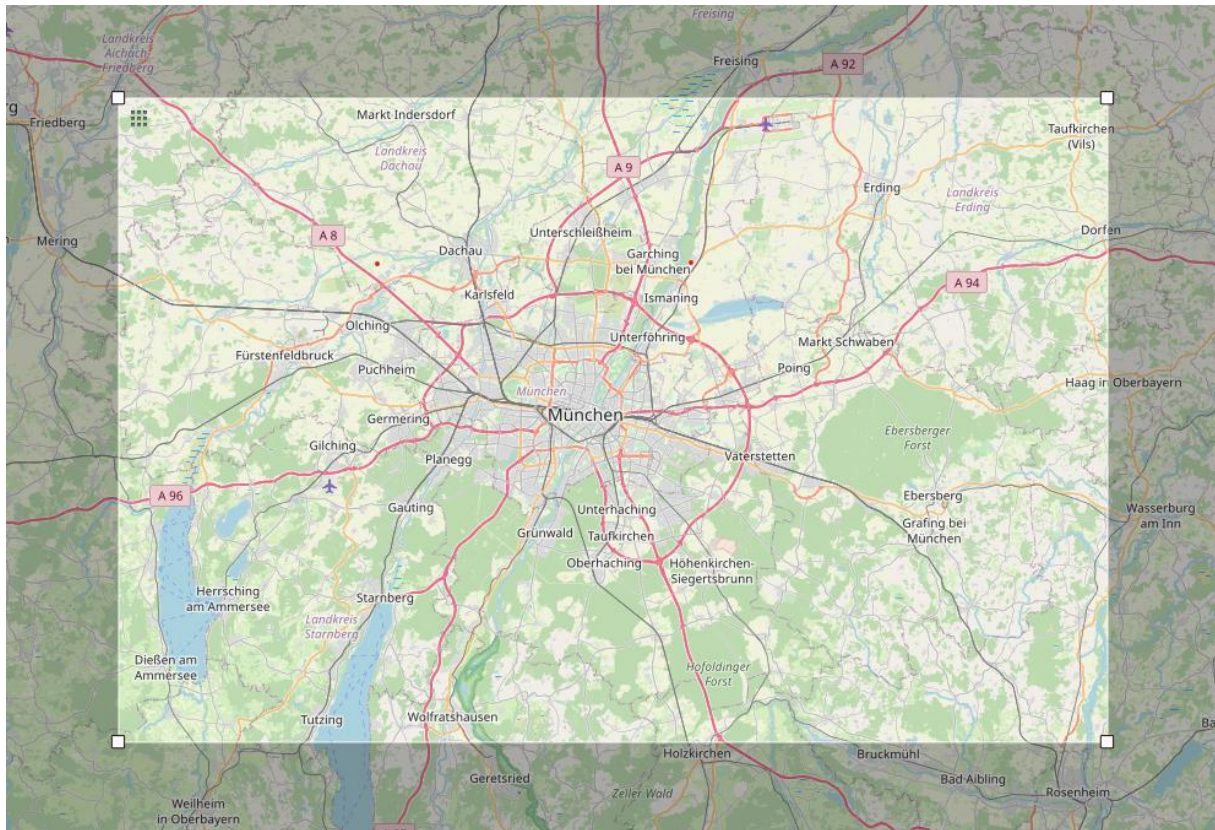 Freising
Landkreis
Aichach-
Friedberg
Freising
A 92
Markt Indersdorf
Friedberg
Taufkirchen
(Vils)
Landkreis
Dachau
A 9
Erding
Landkreis
Erding
Unterschleißheim
Dorfen
A 8
Mering
Dachau
Garching
bei München
A 94
Karlsfeld
Ismaning
Olching
Unterföhring
Markt Schwaben
Fürstenfeldbruck
Puchheim
Poing
Haag in Oberbayern
München
München
Germering
Ebersberger
Forst
Gilching
Planegg
Vaterstetten
A 96
Ebersberg
Gauting
Unterhaching
Wasserburg
am Inn
Grafing bei
München
Grünwald
Taufkirchen
Oberhaching
Höhenkirchen-
Siegertsbrunn
Herrsching
am Ammersee
Starnberg
Landkreis
Starnberg
Dießen am
Ammersee
Hofoldinger
Forst
Tutzing
Wolfratshausen
Holzkirchen
Bruckmühl
Geretsried
Bad Aibling
Zeller Wald
Rosenheim
Weilheim
in Oberbayern